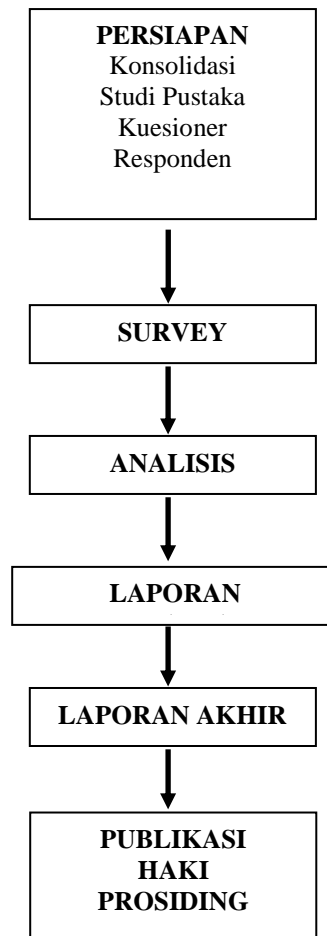 PERSIAPAN
Konsolidasi
Studi Pustaka
Kuesioner
Responden
SURVEY
ANALISIS
LAPORAN
LAPORAN AKHIR
PUBLIKASI
HAKI
PROSIDING